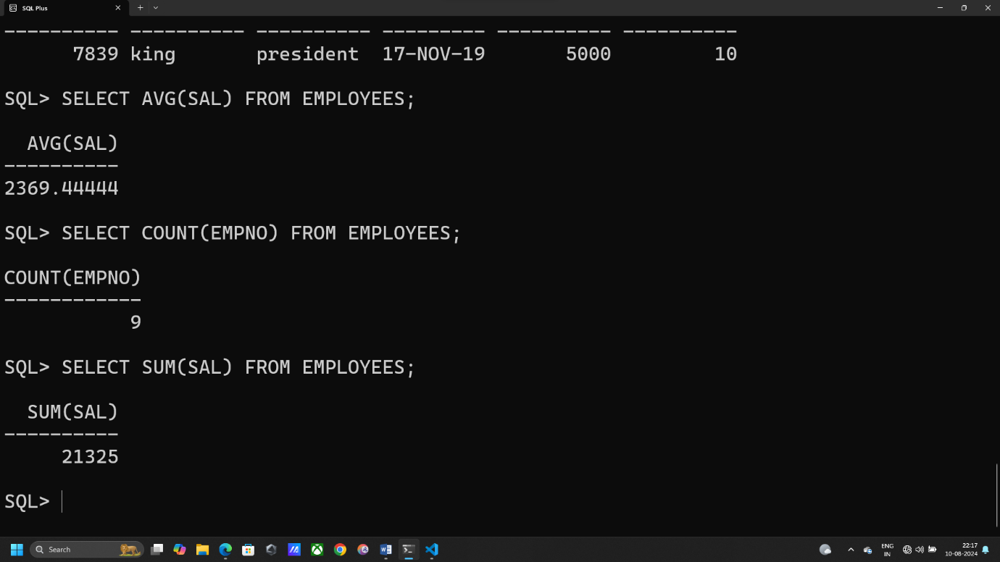 SQL Plus
---------- ---------- ---------- --------- ---------- ----------
      7839 king       president  17-NOV-19       5000         10
SQL> SELECT AVG(SAL) FROM EMPLOYEES;
  AVG(SAL)
----------
2369.44444
SQL> SELECT COUNT(EMPNO) FROM EMPLOYEES;
COUNT(EMPNO)
------------
           9
SQL> SELECT SUM(SAL) FROM EMPLOYEES;
  SUM(SAL)
----------
     21325
SQL>
Search
ENG
IN
22:17
10-08-2024